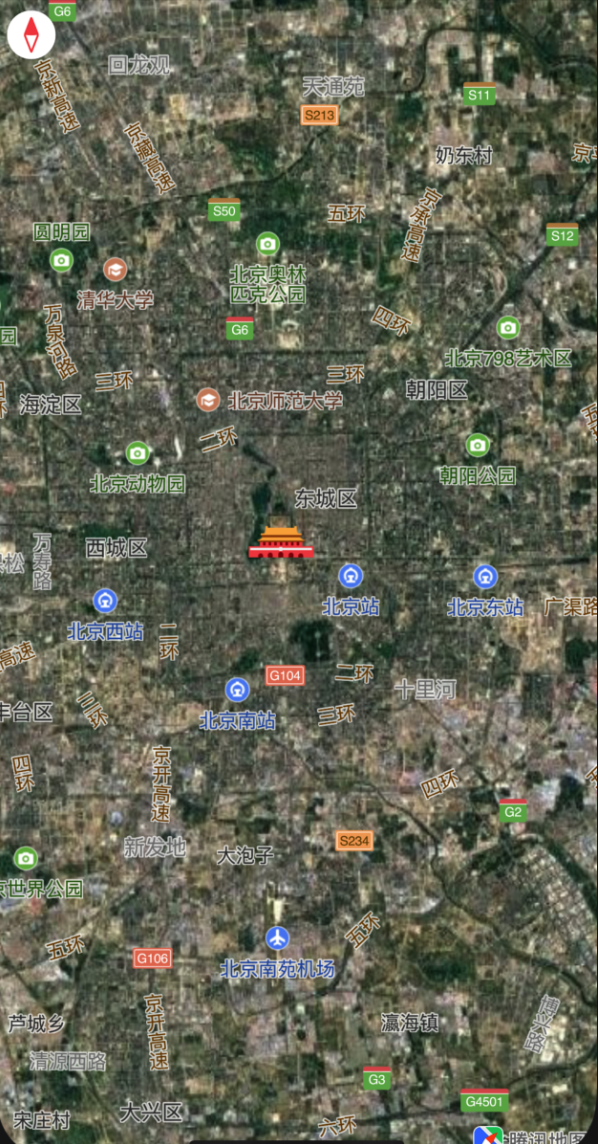 G6
回龙观
京新高速
天通苑
S11
S213
京藏高速
奶东村
S50
五环
京承高速
圆明园
S12
清华大学
北京奥林
匹克公园
万泉河路
园
G6
四环
北京798艺术区
三环
三环
朝阳区
海淀区
北京师范大学
二环
北京动物园
朝阳公园
东城区
万寿路
西城区
北京站
北京东站
广渠路
北京西站
二环
高速
G104
二环
十里河
三环
丰台区
北京南站
三环
四环
京开高速
四环
G2
S234
新发地
大泡子
京世界公园
五环
五环
北京南苑机场
G106
芦城乡
京开高速
瀛海镇
博兴路
清源西路
G3
G4501
宋庄村
大兴区
六环
腾讯地图